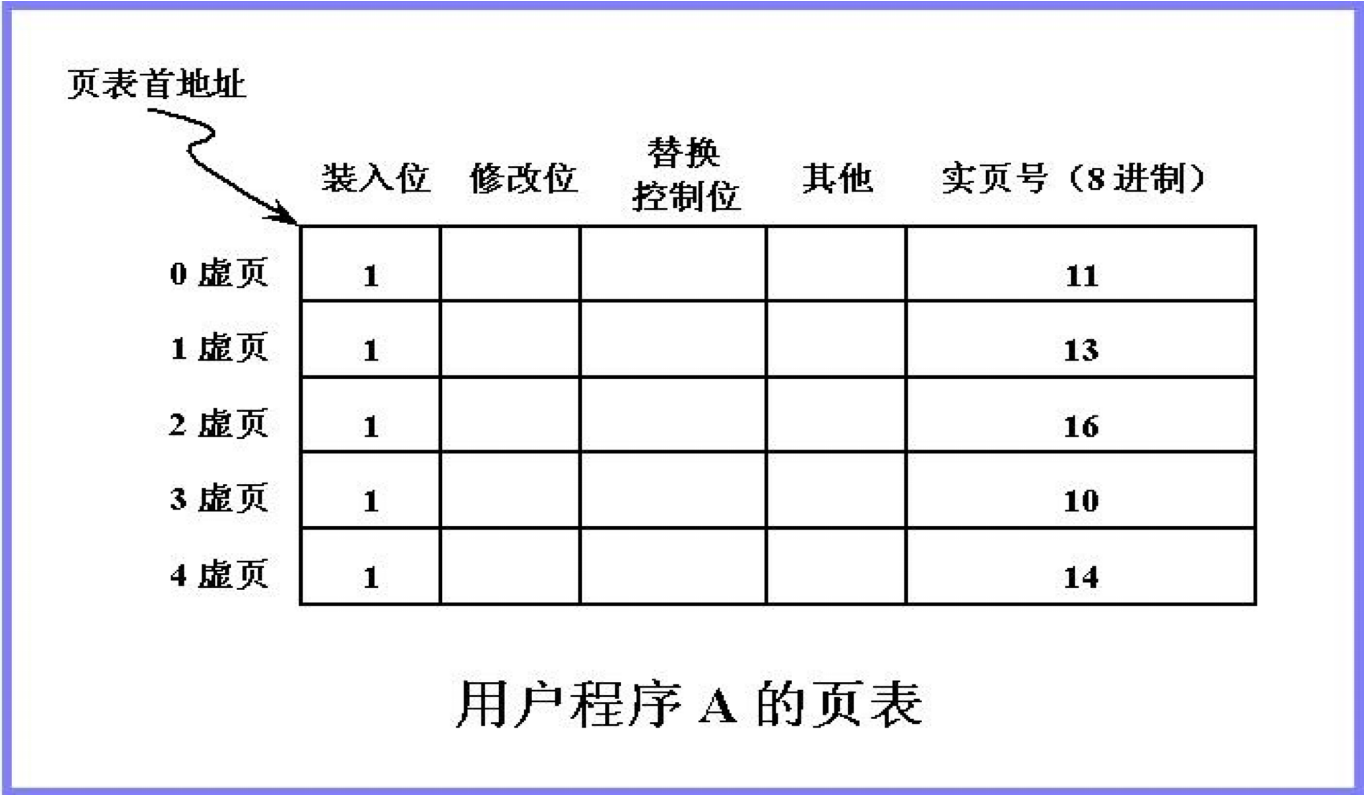 页表首地址
装入位 修改位 替换控制位 其他 实页号（8 进制）
0 虚页 1 11
1 虚页 1 13
2 虚页 1 16
3 虚页 1 10
4 虚页 1 14
用户程序 A 的页表